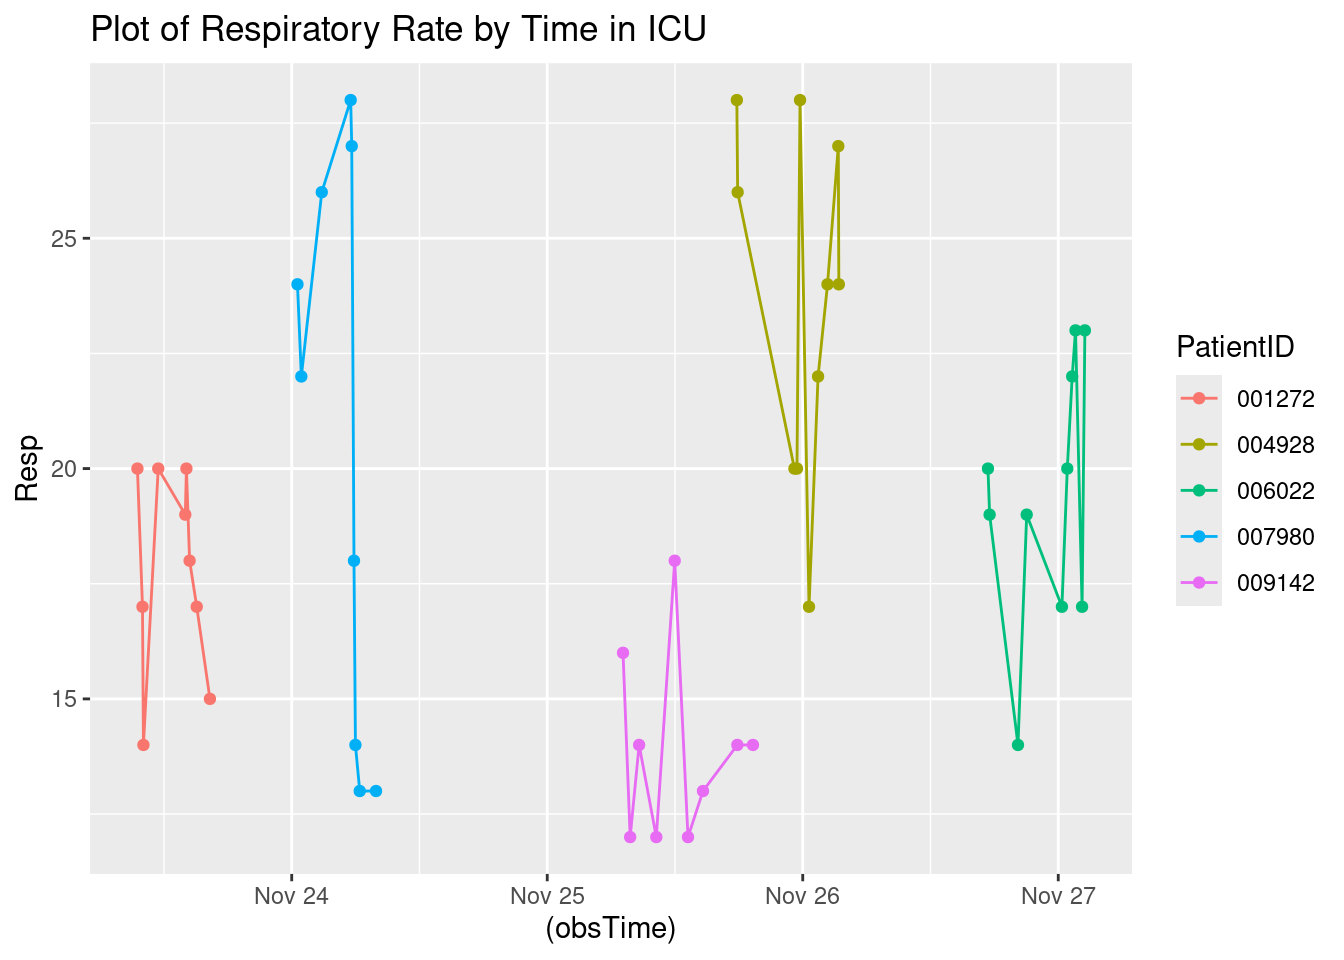 Plot of Respiratory Rate by Time in ICU
25
20
15
Resp
Nov 24
Nov 25
Nov 26
Nov 27
(obsTime)
PatientID
001272
004928
006022
007980
009142